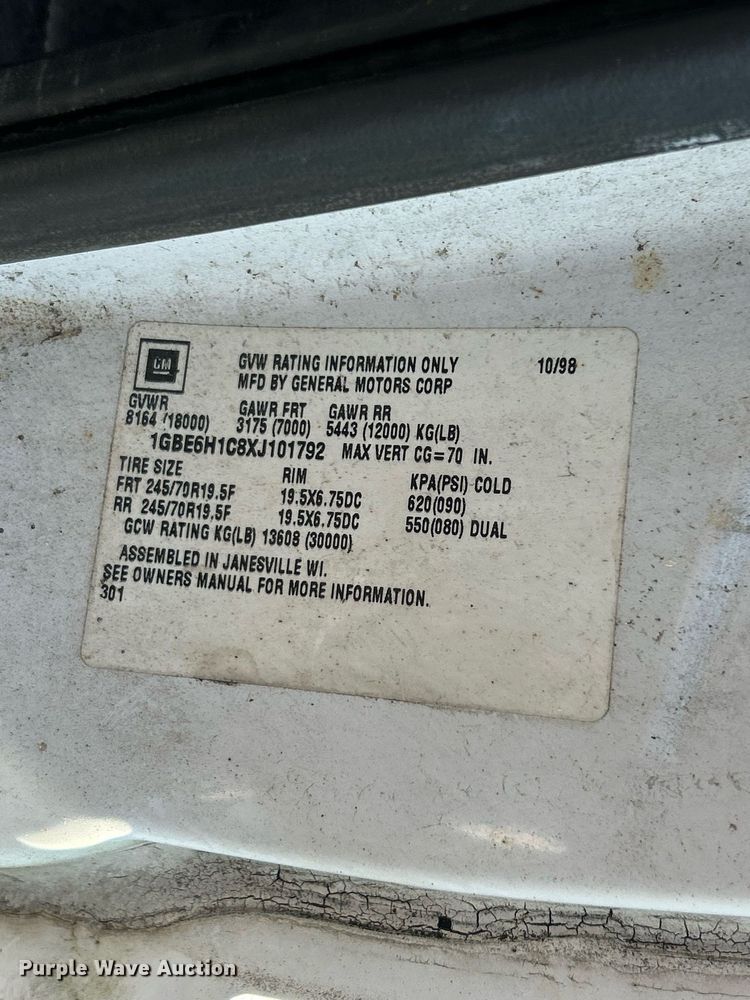 GM
GVW RATING INFORMATION ONLY 10/98
MFD BY GENERAL MOTORS CORP
GVWR GAWR FRT GAWR RR
8164 (18000) 3175 (7000) 5443 (12000) KG(LB)
1GBE6H1C8XJ101792 MAX VERT CG=70 IN.
TIRE SIZE RIM KPA(PSI) COLD
FRT 245/70R19.5F 19.5X6.75DC 620(090)
RR 245/70R19.5F 19.5X6.75DC 550(080) DUAL
GCW RATING KG(LB) 13608 (30000)
ASSEMBLED IN JANESVILLE WI.
SEE OWNERS MANUAL FOR MORE INFORMATION.
301
Purple Wave Auction